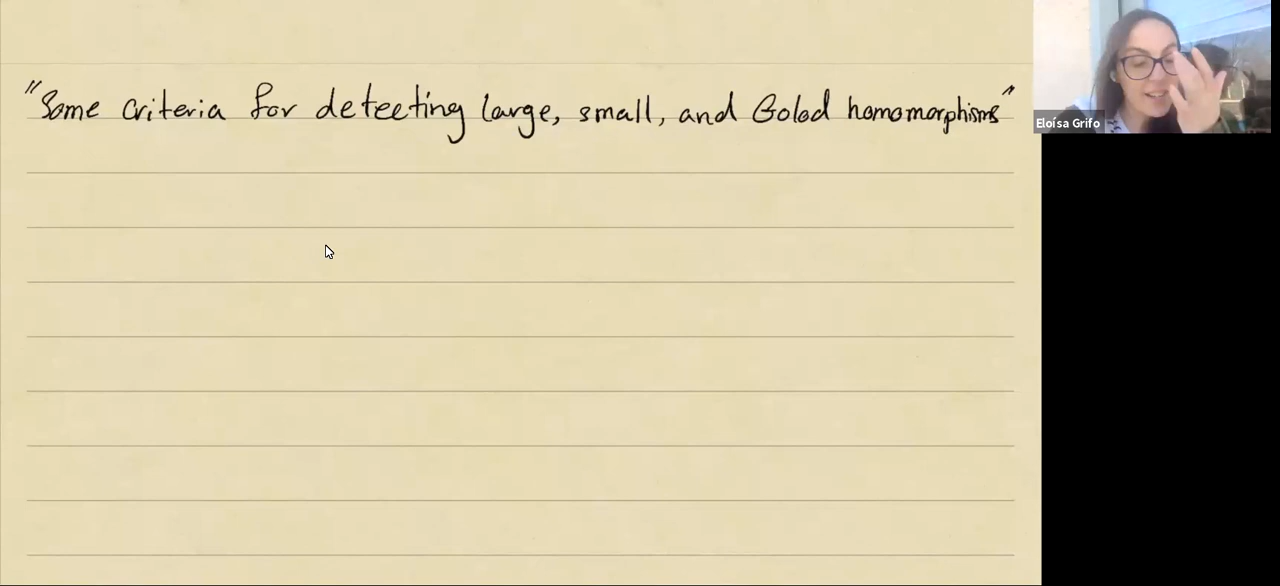 "Some criteria for detecting large, small, and Golod homomorphisms"
Eloísa Grifo